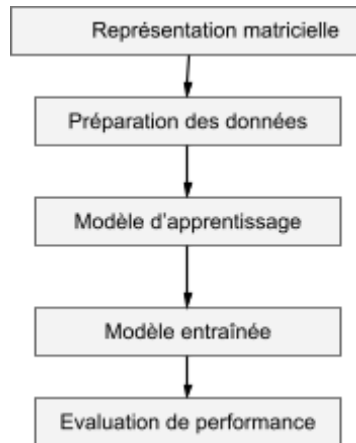 Représentation matricielle
Préparation des données
Modèle d'apprentissage
Modèle entraînée
Evaluation de performance